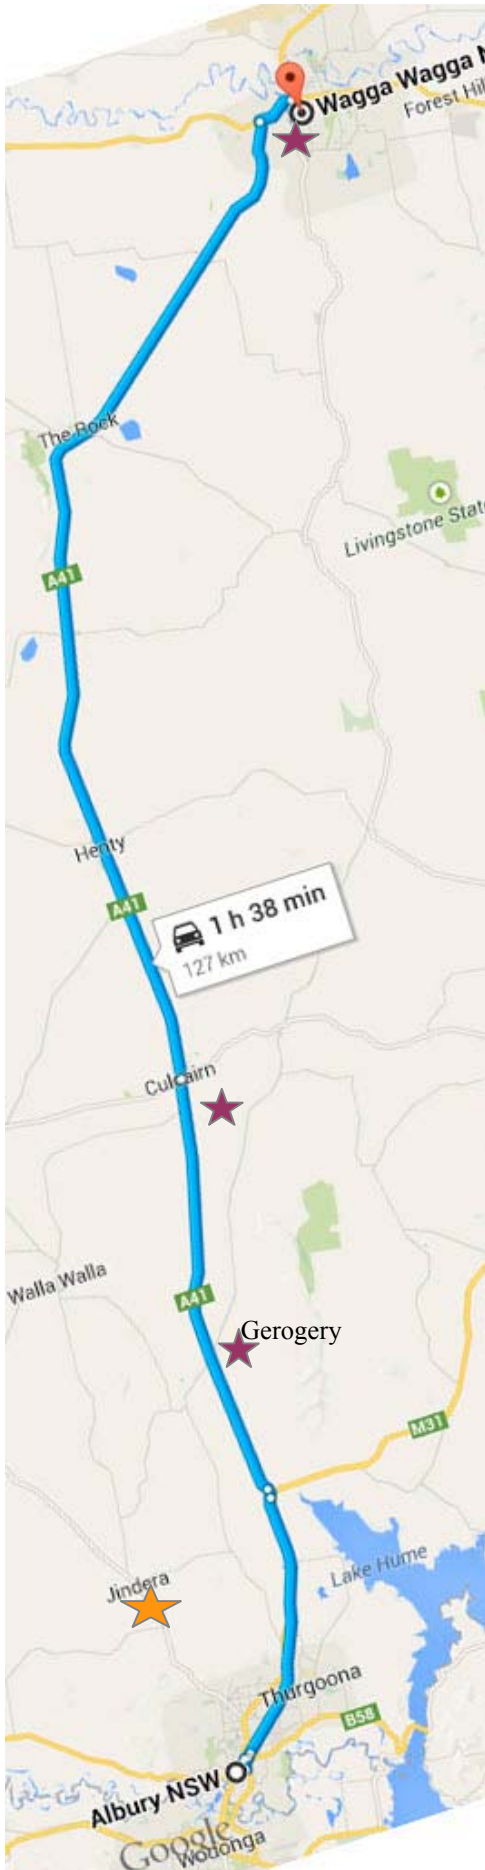 Wagga Wagga N
Forest Hill
The Rock
Livingstone State
A41
Henty
A41
1 h 38 min
127 km
Culcairn
Walla Walla
A41
Gerogery
M31
Lake Hume
Jindera
Thurgoona
B58
Albury NSW
Google
Wodonga